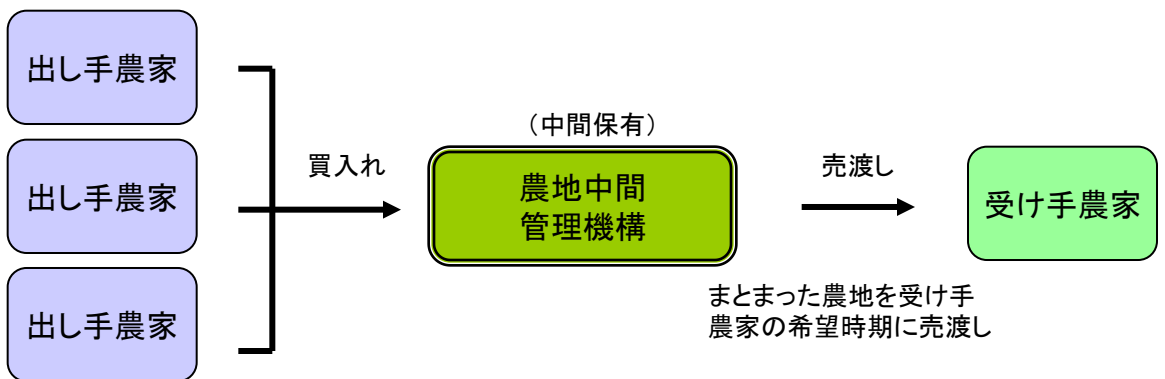 出し手農家
出し手農家
出し手農家
買入れ
（中間保有）
農地中間
管理機構
売渡し
まとまった農地を受け手
農家の希望時期に売渡し
受け手農家